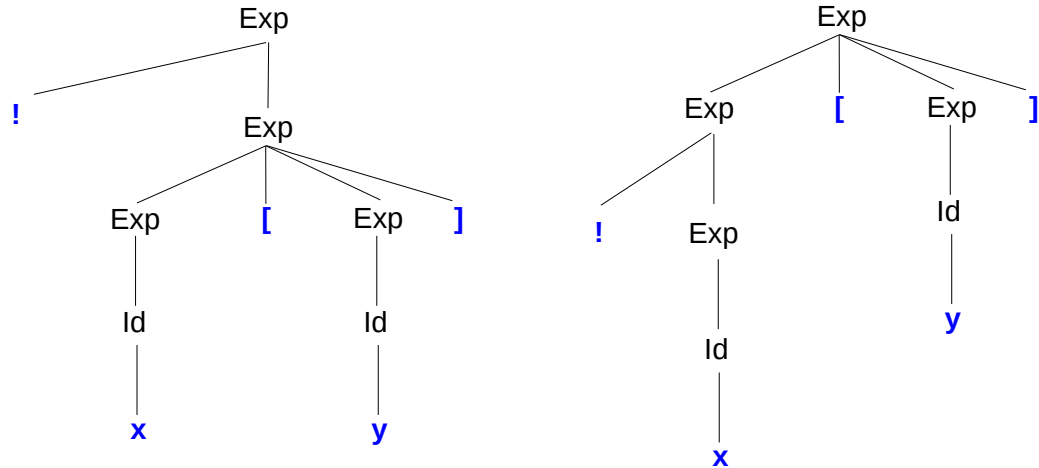 Exp
!
Exp
Exp [ Exp ]
Id Id
x y
Exp
Exp [ Exp ]
! Exp Id
Id y
x